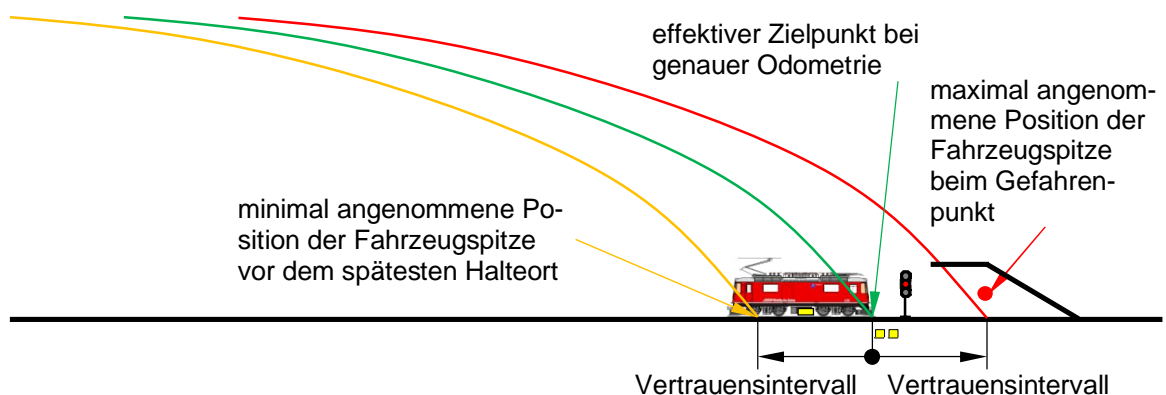 effektiver Zielpunkt bei
genauer Odometrie
maximal angenom-
mene Position der
Fahrzeugspitze
beim Gefahren-
punkt
minimal angenommene Po-
sition der Fahrzeugspitze
vor dem spätesten Halteort
Vertrauensintervall
Vertrauensintervall